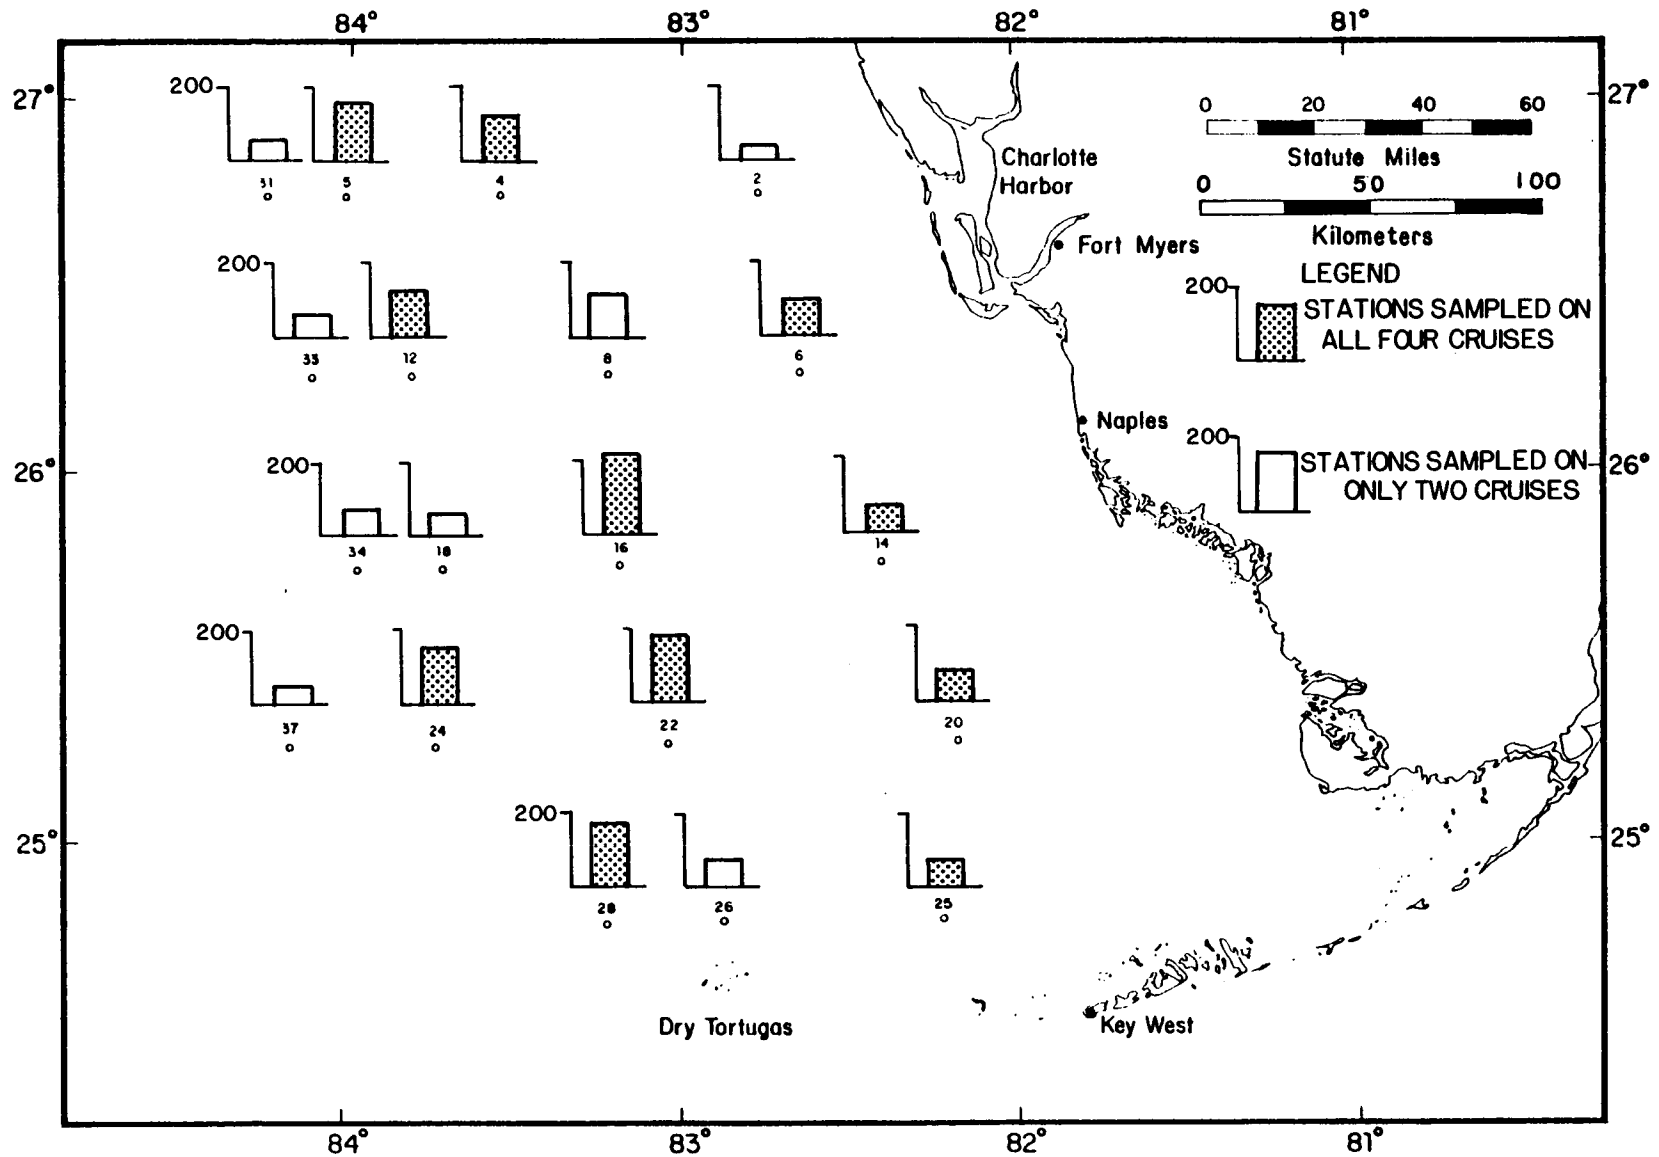 84° 83° 82° 81°
27° 27°
200
31 5 4 2
0 20 40 60
Statute Miles
0 50 100
Kilometers
Charlotte
Harbor
Fort Myers
LEGEND
200
STATIONS SAMPLED ON
ALL FOUR CRUISES
200
33 12 8 6
Naples
200
STATIONS SAMPLED ON
ONLY TWO CRUISES
26° 26°
200
34 18 16 14
200
37 24 22 20
25° 25°
200
28 26 25
Dry Tortugas
Key West
84° 83° 82° 81°